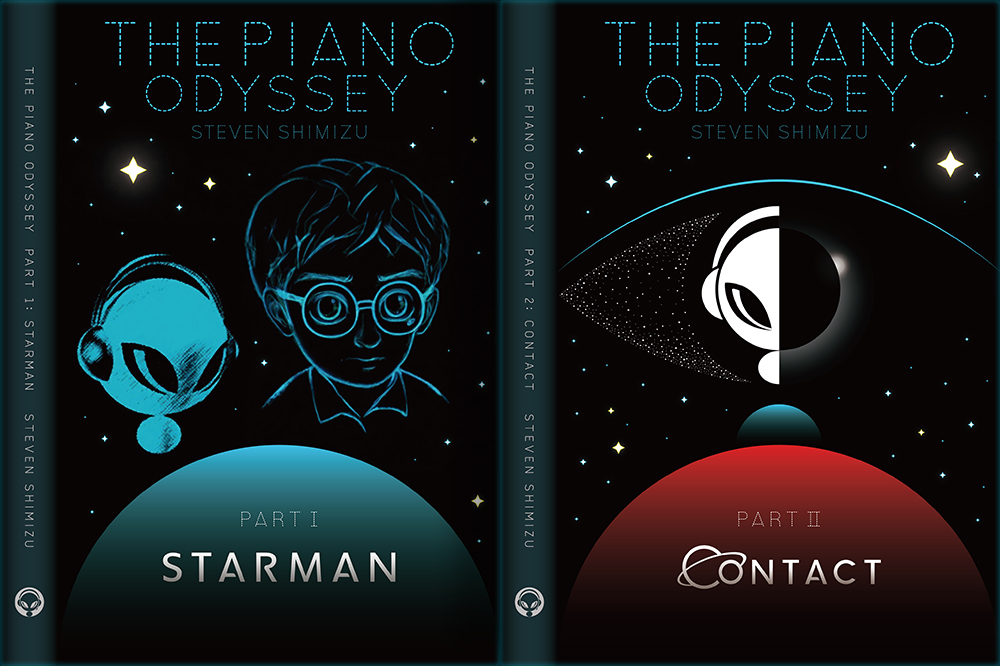 THE PIANO ODYSSEY PART 1: STARMAN STEVEN SHIMIZU
THE PIANO
ODYSSEY
STEVEN SHIMIZU
PART I
STARMAN
THE PIANO ODYSSEY PART 2: CONTACT STEVEN SHIMIZU
THE PIANO
ODYSSEY
STEVEN SHIMIZU
PART II
CONTACT